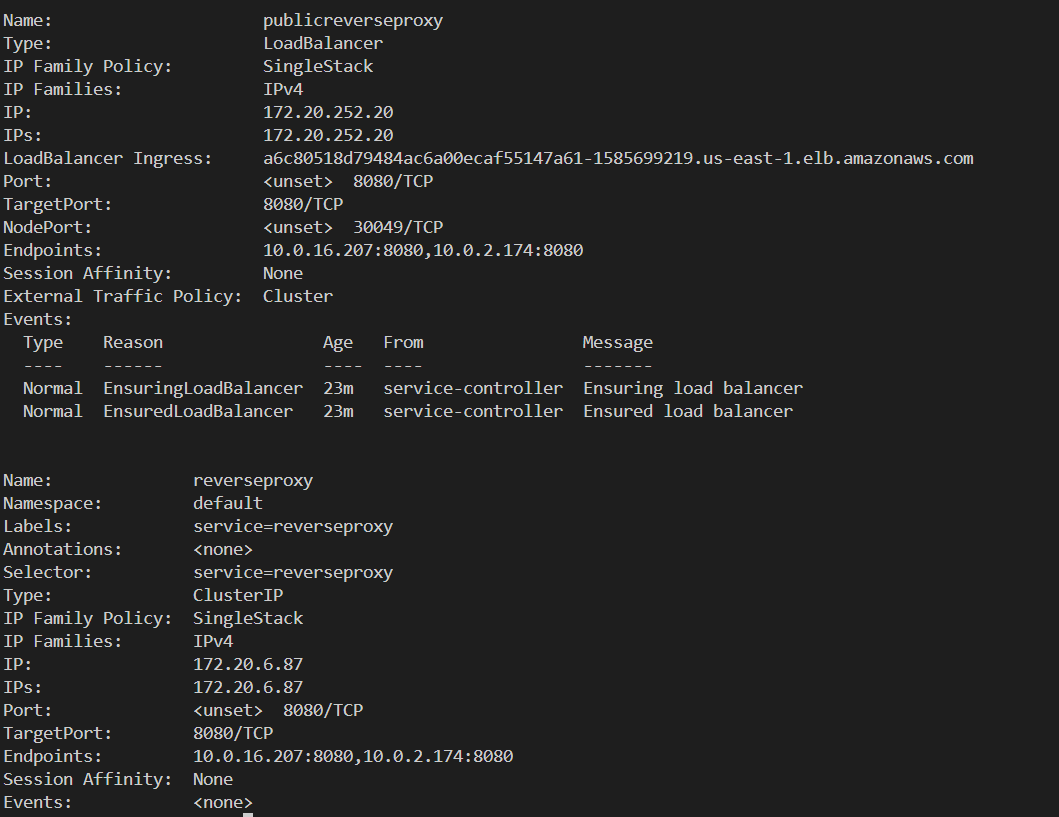 Name:                     publicreverseproxy
Type:                     LoadBalancer
IP Family Policy:         SingleStack
IP Families:              IPv4
IP:                       172.20.252.20
IPs:                      172.20.252.20
LoadBalancer Ingress:     a6c80518d79484ac6a00ecaf55147a61-1585699219.us-east-1.elb.amazonaws.com
Port:                     <unset>  8080/TCP
TargetPort:               8080/TCP
NodePort:                 <unset>  30049/TCP
Endpoints:                10.0.16.207:8080,10.0.2.174:8080
Session Affinity:         None
External Traffic Policy:  Cluster
Events:
  Type    Reason                Age   From                Message
  ----    ------                ----  ----                -------
  Normal  EnsuringLoadBalancer  23m   service-controller  Ensuring load balancer
  Normal  EnsuredLoadBalancer   23m   service-controller  Ensured load balancer
Name:              reverseproxy
Namespace:         default
Labels:            service=reverseproxy
Annotations:       <none>
Selector:          service=reverseproxy
Type:              ClusterIP
IP Family Policy:  SingleStack
IP Families:       IPv4
IP:                172.20.6.87
IPs:               172.20.6.87
Port:              <unset>  8080/TCP
TargetPort:        8080/TCP
Endpoints:         10.0.16.207:8080,10.0.2.174:8080
Session Affinity:  None
Events:            <none>